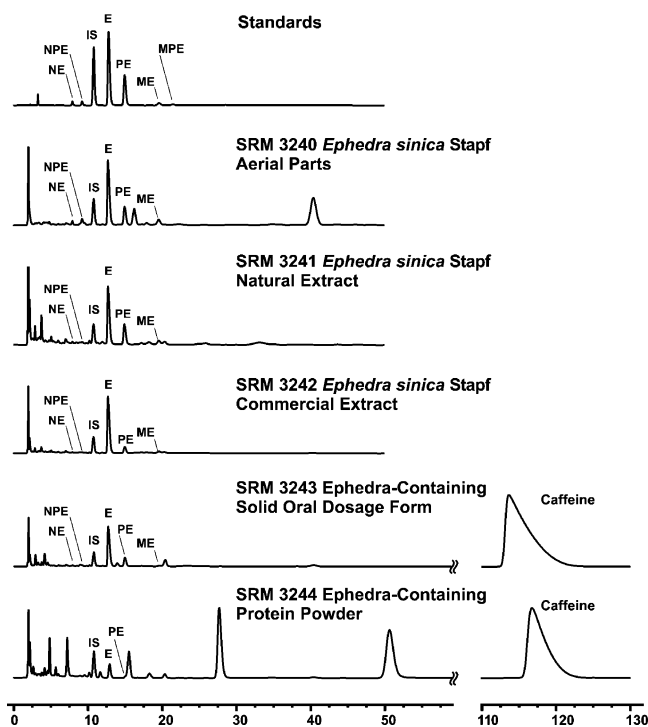 Standards
E
IS
NPE
MPE
PE
NE
ME
SRM 3240 Ephedra sinica Stapf
Aerial Parts
E
NPE
NE
IS
PE
ME
SRM 3241 Ephedra sinica Stapf
Natural Extract
E
NPE
IS
NE
PE
ME
SRM 3242 Ephedra sinica Stapf
Commercial Extract
E
NPE
NE
IS
PE
ME
SRM 3243 Ephedra-Containing
Solid Oral Dosage Form
Caffeine
E
NPE
NE
IS
PE
ME
SRM 3244 Ephedra-Containing
Protein Powder
Caffeine
PE
IS
E
0 10 20 30 40 50 110 120 130